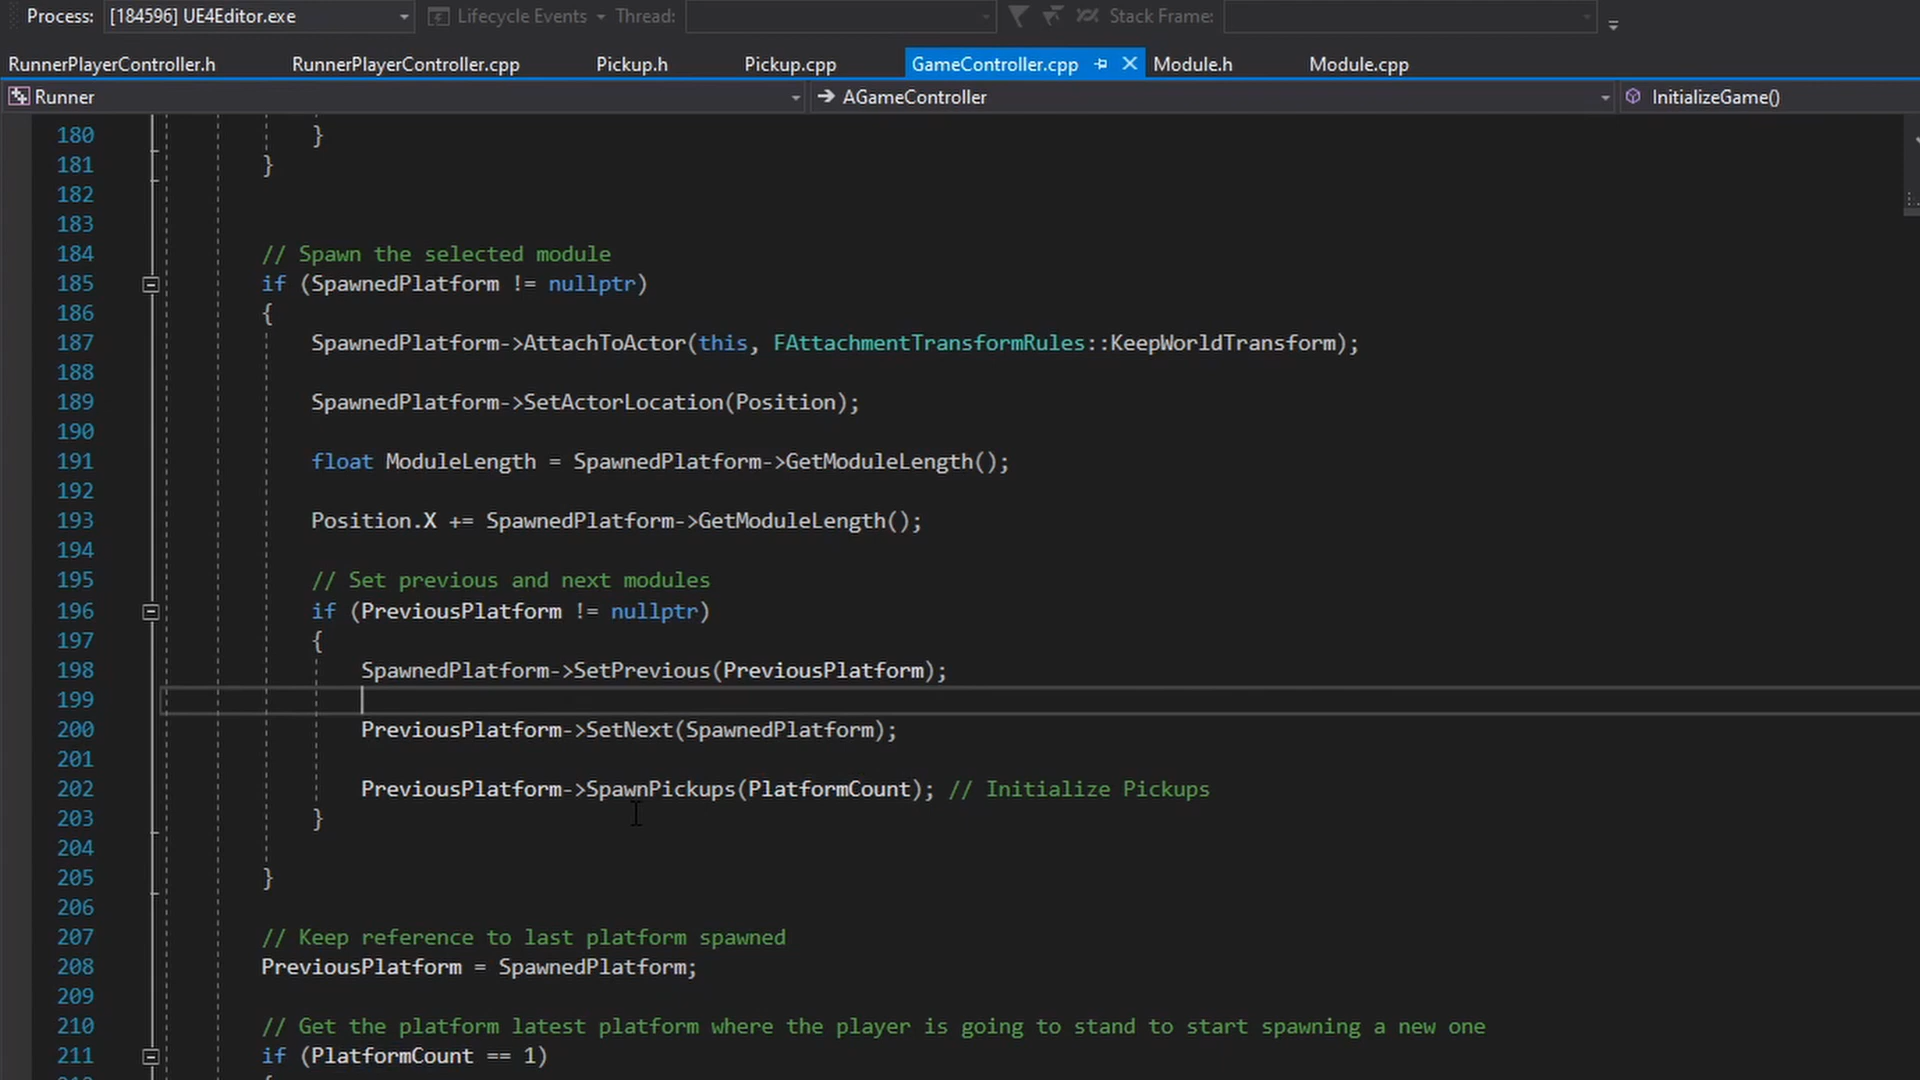 Process: [184596] UE4Editor.exe Lifecycle Events Thread: Stack Frame:
RunnerPlayerController.h RunnerPlayerController.cpp Pickup.h Pickup.cpp GameController.cpp Module.h Module.cpp
Runner AGameController InitializeGame()
180 }
181 }
182
183
184 // Spawn the selected module
185 if (SpawnedPlatform != nullptr)
186 {
187 SpawnedPlatform->AttachToActor(this, FAttachmentTransformRules::KeepWorldTransform);
188
189 SpawnedPlatform->SetActorLocation(Position);
190
191 float ModuleLength = SpawnedPlatform->GetModuleLength();
192
193 Position.X += SpawnedPlatform->GetModuleLength();
194
195 // Set previous and next modules
196 if (PreviousPlatform != nullptr)
197 {
198 SpawnedPlatform->SetPrevious(PreviousPlatform);
199
200 PreviousPlatform->SetNext(SpawnedPlatform);
201
202 PreviousPlatform->SpawnPickups(PlatformCount); // Initialize Pickups
203 }
204
205 }
206
207 // Keep reference to last platform spawned
208 PreviousPlatform = SpawnedPlatform;
209
210 // Get the platform latest platform where the player is going to stand to start spawning a new one
211 if (PlatformCount == 1)